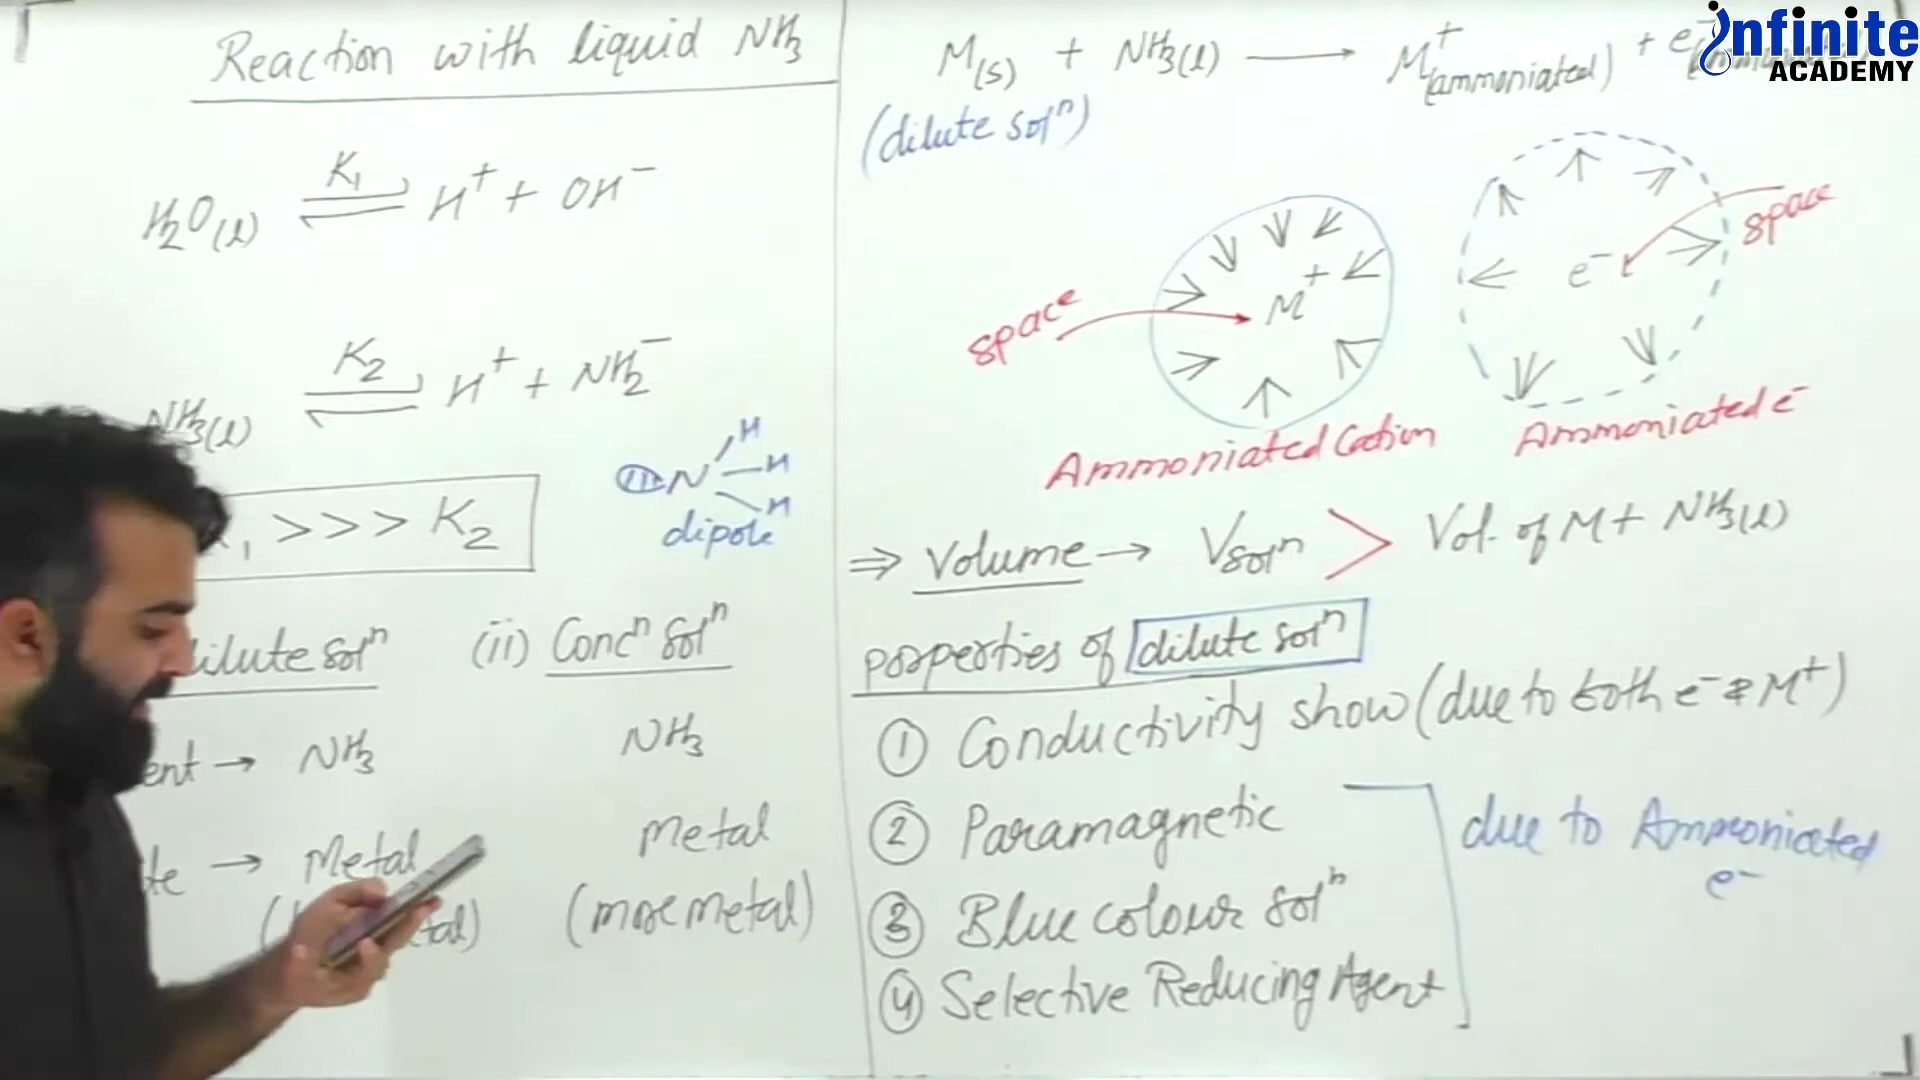 Reaction with liquid NH3
H2O(l) K1 ⇌ H+ + OH−
NH3(l) K2 ⇌ H+ + NH2−
H
N H
H
dipole
1 >>> K2
dilute solⁿ (ii) Concⁿ solⁿ
ent → NH3 NH3
te → Metal Metal
(more metal)
infinite
ACADEMY
M(s) + NH3(l) → M+(ammoniated) + e−
(dilute solⁿ)
space M+
e− space
Ammoniated Cation Ammoniated e−
⇒ Volume → Vsolⁿ > Vol. of M + NH3(l)
properties of dilute solⁿ
① Conductivity show (due to both e− & M+)
② Paramagnetic
③ Blue colour solⁿ
④ Selective Reducing Agent
due to Ammoniated
e−